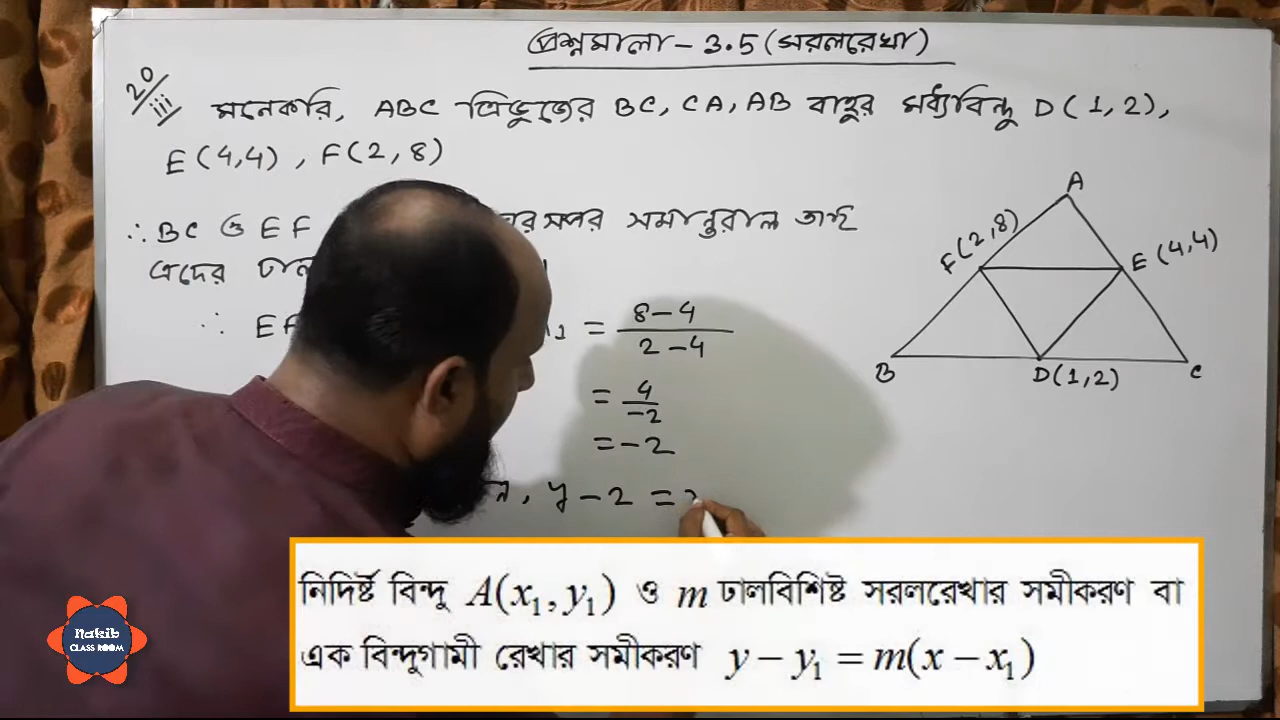 প্রশ্নমালা - 3.5 (সরলরেখা)
20/iii মনেকরি, ABC ত্রিভুজের BC, CA, AB বাহুর মধ্যবিন্দু D(1,2),
E(4,4), F(2,8)
∴ BC ও EF সমান্তরাল তাই
এদের
∴ EF = 8-4
2-4
= 4
-2
= -2
, y-2 =
A
F(2,8)
E(4,4)
B
D(1,2)
C
নিদির্ষ্ট বিন্দু A(x₁, y₁) ও m ঢালবিশিষ্ট সরলরেখার সমীকরণ বা
এক বিন্দুগামী রেখার সমীকরণ y - y₁ = m(x - x₁)
Nakib
CLASS ROOM